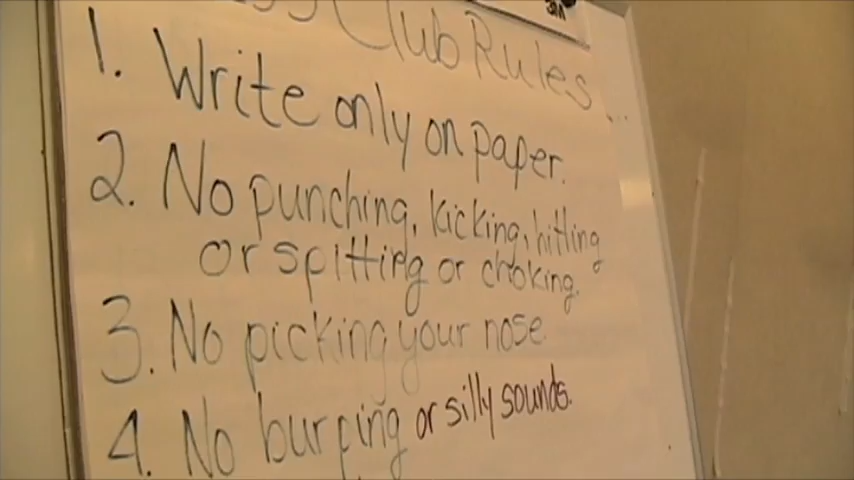 Club Rules
3M
1. Write only on paper.
2. No punching, kicking, hitting
or spitting or choking.
3. No picking your nose.
4. No burping or silly sounds.